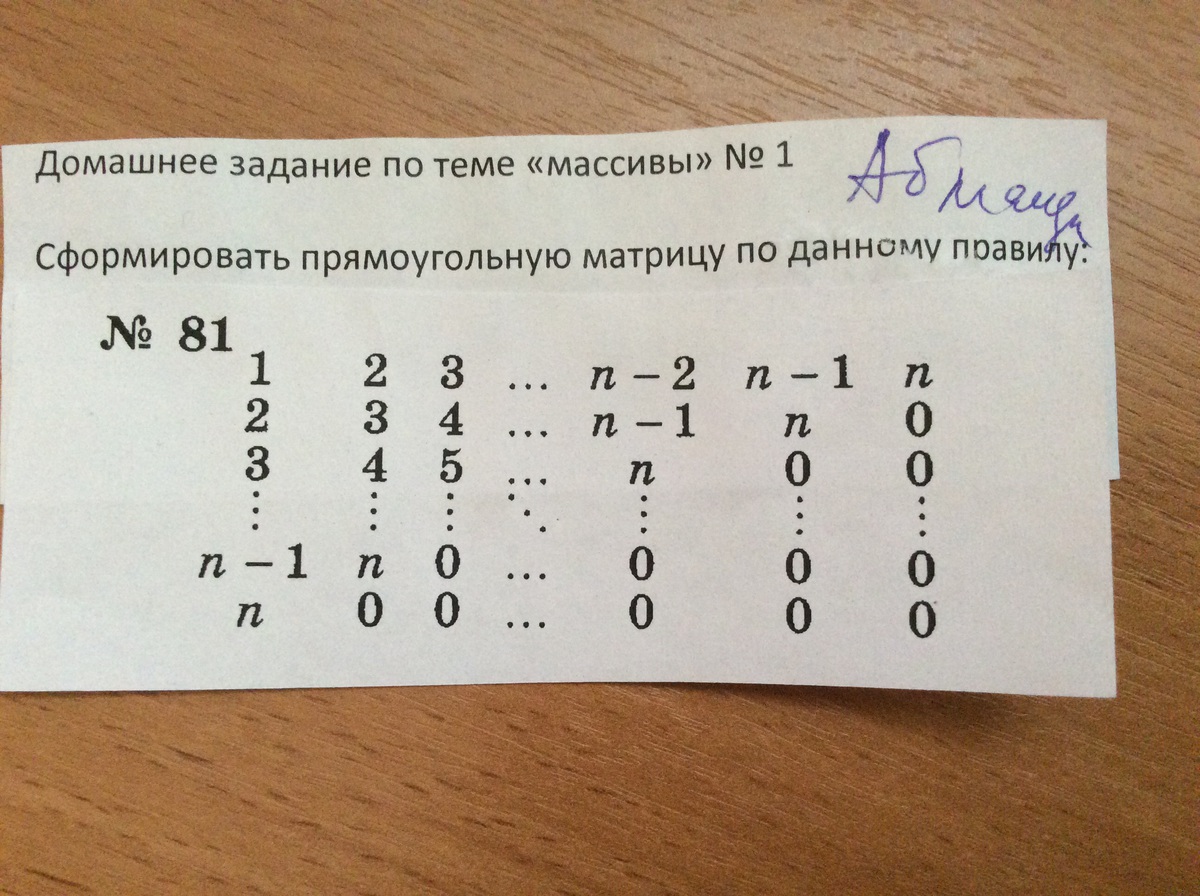 Домашнее задание по теме «массивы» № 1
Сформировать прямоугольную матрицу по данному правилу:
№ 81
1 2 3 ... n – 2 n – 1 n
2 3 4 ... n – 1 n 0
3 4 5 ... n 0 0
⋮ ⋮ ⋮ ⋱ ⋮ ⋮ ⋮
n – 1 n 0 ... 0 0 0
n 0 0 ... 0 0 0